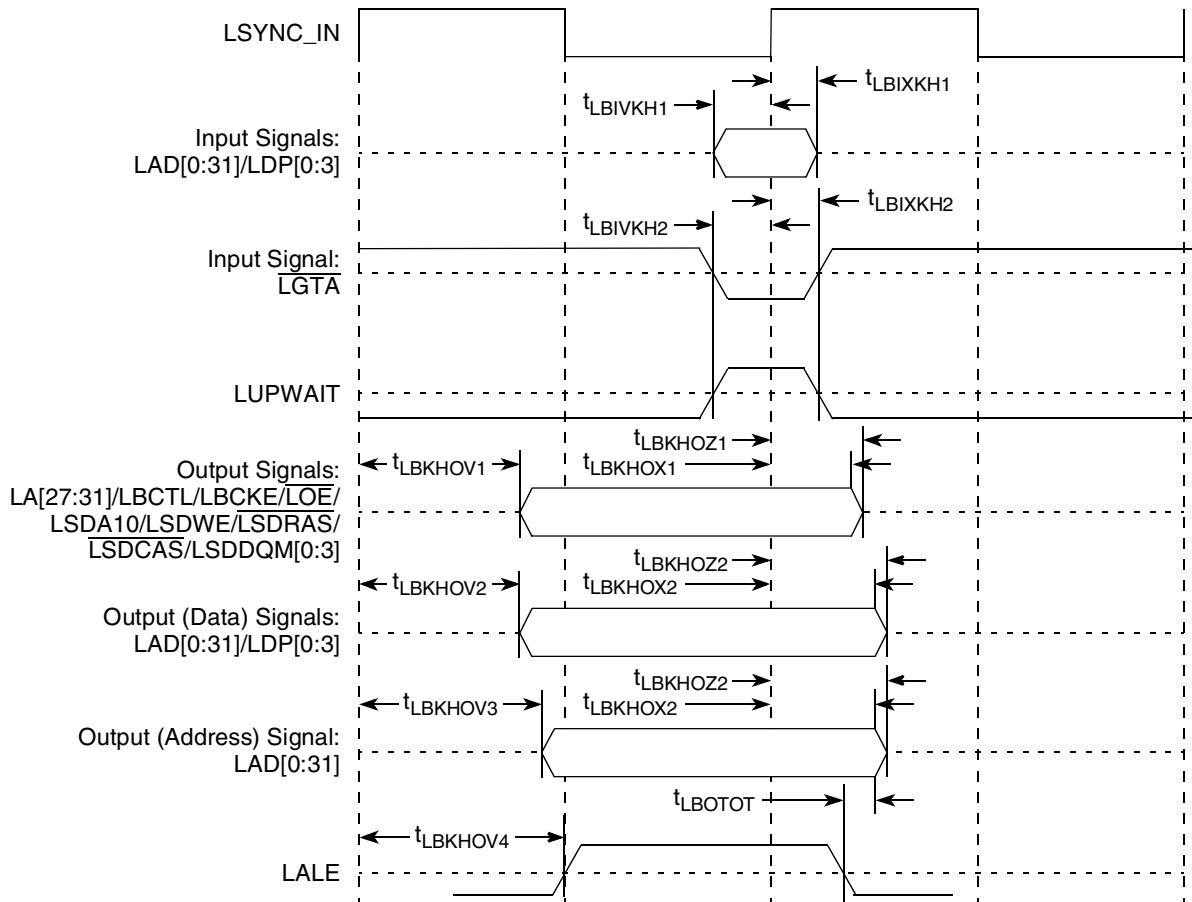 LSYNC_IN
tLBIXKH1
tLBIVKH1
Input Signals:
LAD[0:31]/LDP[0:3]
tLBIXKH2
tLBIVKH2
Input Signal:
LGTA
LUPWAIT
tLBKHOZ1
tLBKHOV1
tLBKHOX1
Output Signals:
LA[27:31]/LBCTL/LBCKE/LOE/
LSDA10/LSDWE/LSDRAS/
LSDCAS/LSDDQM[0:3]
tLBKHOZ2
tLBKHOV2
tLBKHOX2
Output (Data) Signals:
LAD[0:31]/LDP[0:3]
tLBKHOZ2
tLBKHOV3
tLBKHOX2
Output (Address) Signal:
LAD[0:31]
tLBOTOT
tLBKHOV4
LALE